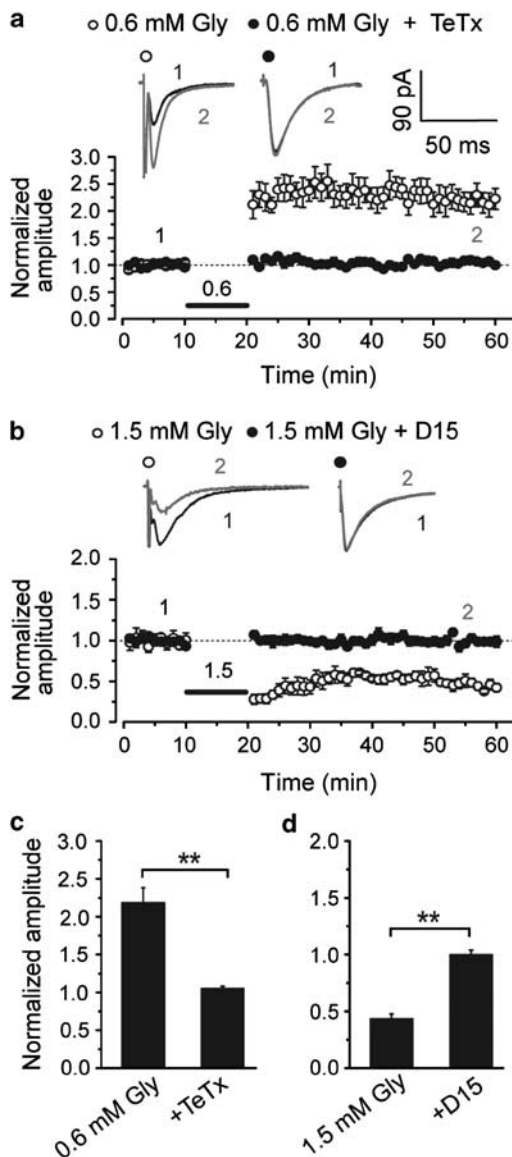 a
○ 0.6 mM Gly ● 0.6 mM Gly + TeTx
1
2
1
2
90 pA
50 ms
Normalized amplitude
3.0
2.5
2.0
1.5
1.0
0.5
0.0
1
2
0.6
0 10 20 30 40 50 60
Time (min)
b
○ 1.5 mM Gly ● 1.5 mM Gly + D15
2
1
2
1
Normalized amplitude
2.0
1.5
1.0
0.5
0.0
1
2
1.5
0 10 20 30 40 50 60
Time (min)
c
Normalized amplitude
3.0
2.5
2.0
1.5
1.0
0.5
0.0
**
0.6 mM Gly
+TeTx
d
2.0
1.5
1.0
0.5
0.0
**
1.5 mM Gly
+D15